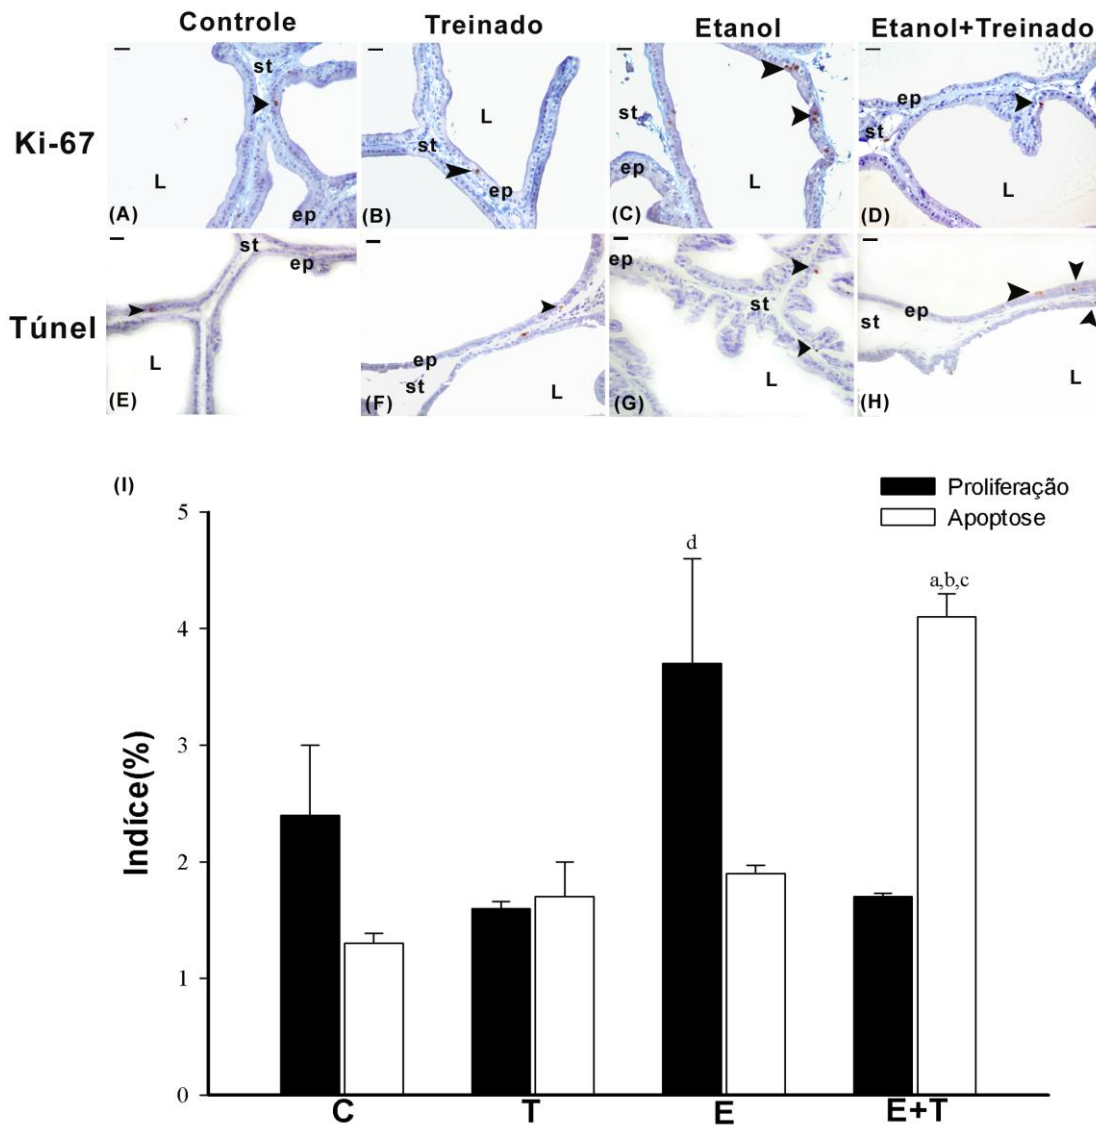 Controle Treinado Etanol Etanol+Treinado
Ki-67
st
L
ep
(A)
L
st
ep
(B)
st
ep
L
(C)
ep
st
L
(D)
Túnel
st
ep
L
(E)
ep
st
L
(F)
ep
st
L
(G)
ep
st
L
(H)
(I)
Proliferação
Apoptose
Indíce(%)
5
4
3
2
1
0
d
a,b,c
C T E E+T